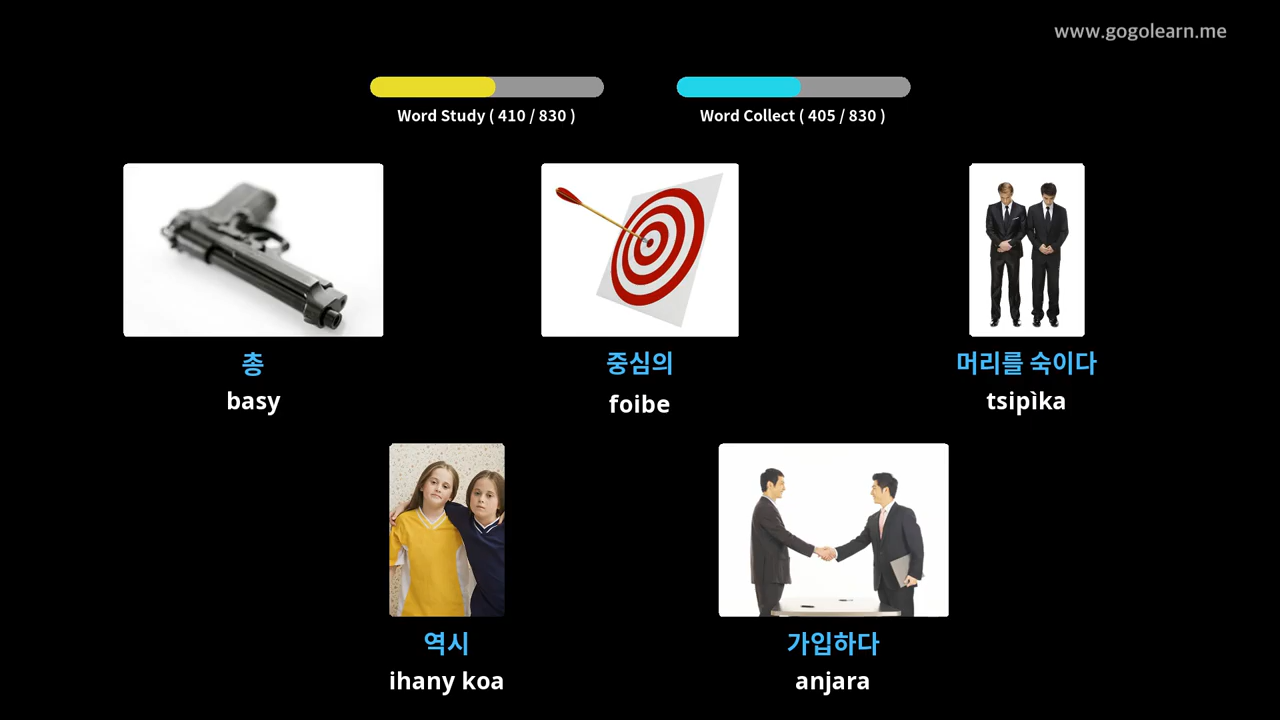 www.gogolearn.me
Word Study ( 410 / 830 )
Word Collect ( 405 / 830 )
총
basy
중심의
foibe
머리를 숙이다
tsipìka
역시
ihany koa
가입하다
anjara